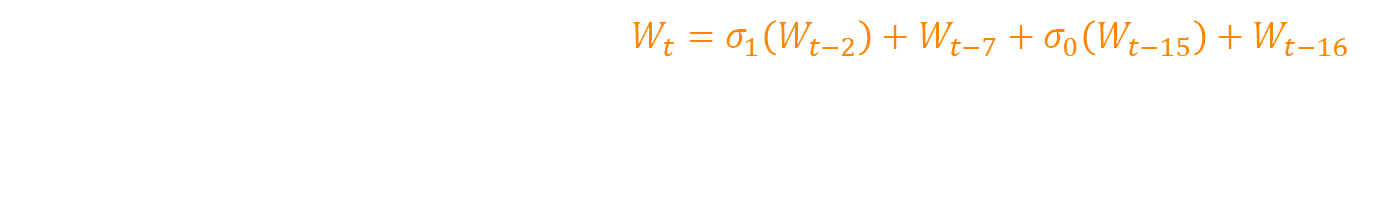 W_t = σ_1(W_{t−2}) + W_{t−7} + σ_0(W_{t−15}) + W_{t−16}